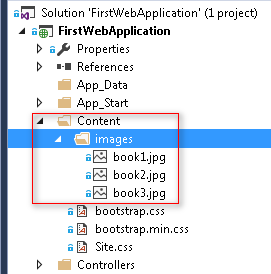 Solution 'FirstWebApplication' (1 project)
FirstWebApplication
Properties
References
App_Data
App_Start
Content
images
book1.jpg
book2.jpg
book3.jpg
bootstrap.css
bootstrap.min.css
Site.css
Controllers